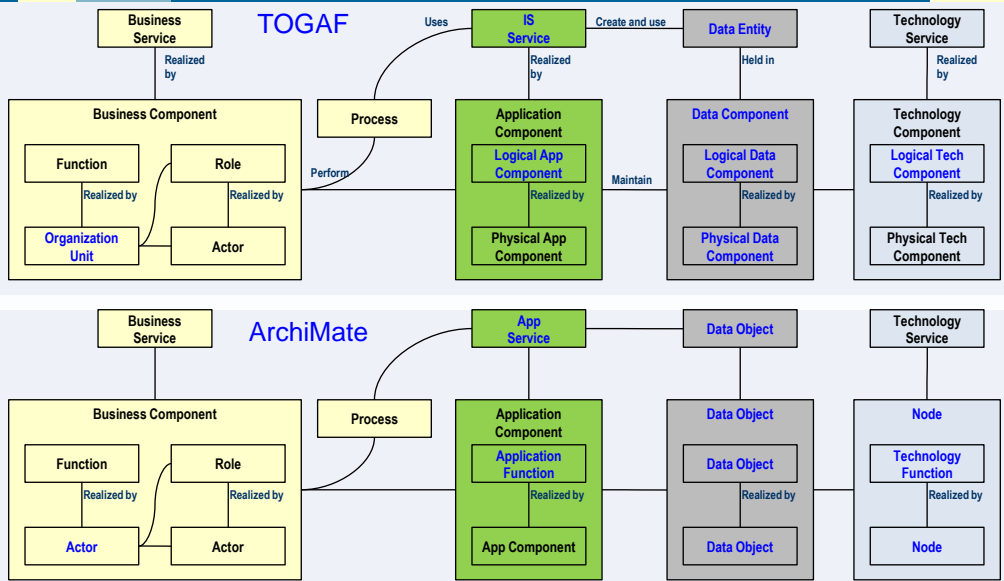 TOGAF
Business
Service
Uses
IS
Service
Create and use
Data Entity
Technology
Service
Realized
by
Realized
by
Held in
Realized
by
Business Component
Process
Application
Component
Data Component
Technology
Component
Function
Role
Perform
Logical App
Component
Maintain
Logical Data
Component
Logical Tech
Component
Realized by
Realized by
Realized by
Realized by
Realized by
Organization
Unit
Actor
Physical App
Component
Physical Data
Component
Physical Tech
Component
Business
Service
ArchiMate
App
Service
Data Object
Technology
Service
Business Component
Process
Application
Component
Data Object
Node
Function
Role
Application
Function
Data Object
Technology
Function
Realized by
Realized by
Realized by
Realized by
Realized by
Actor
Actor
App Component
Data Object
Node